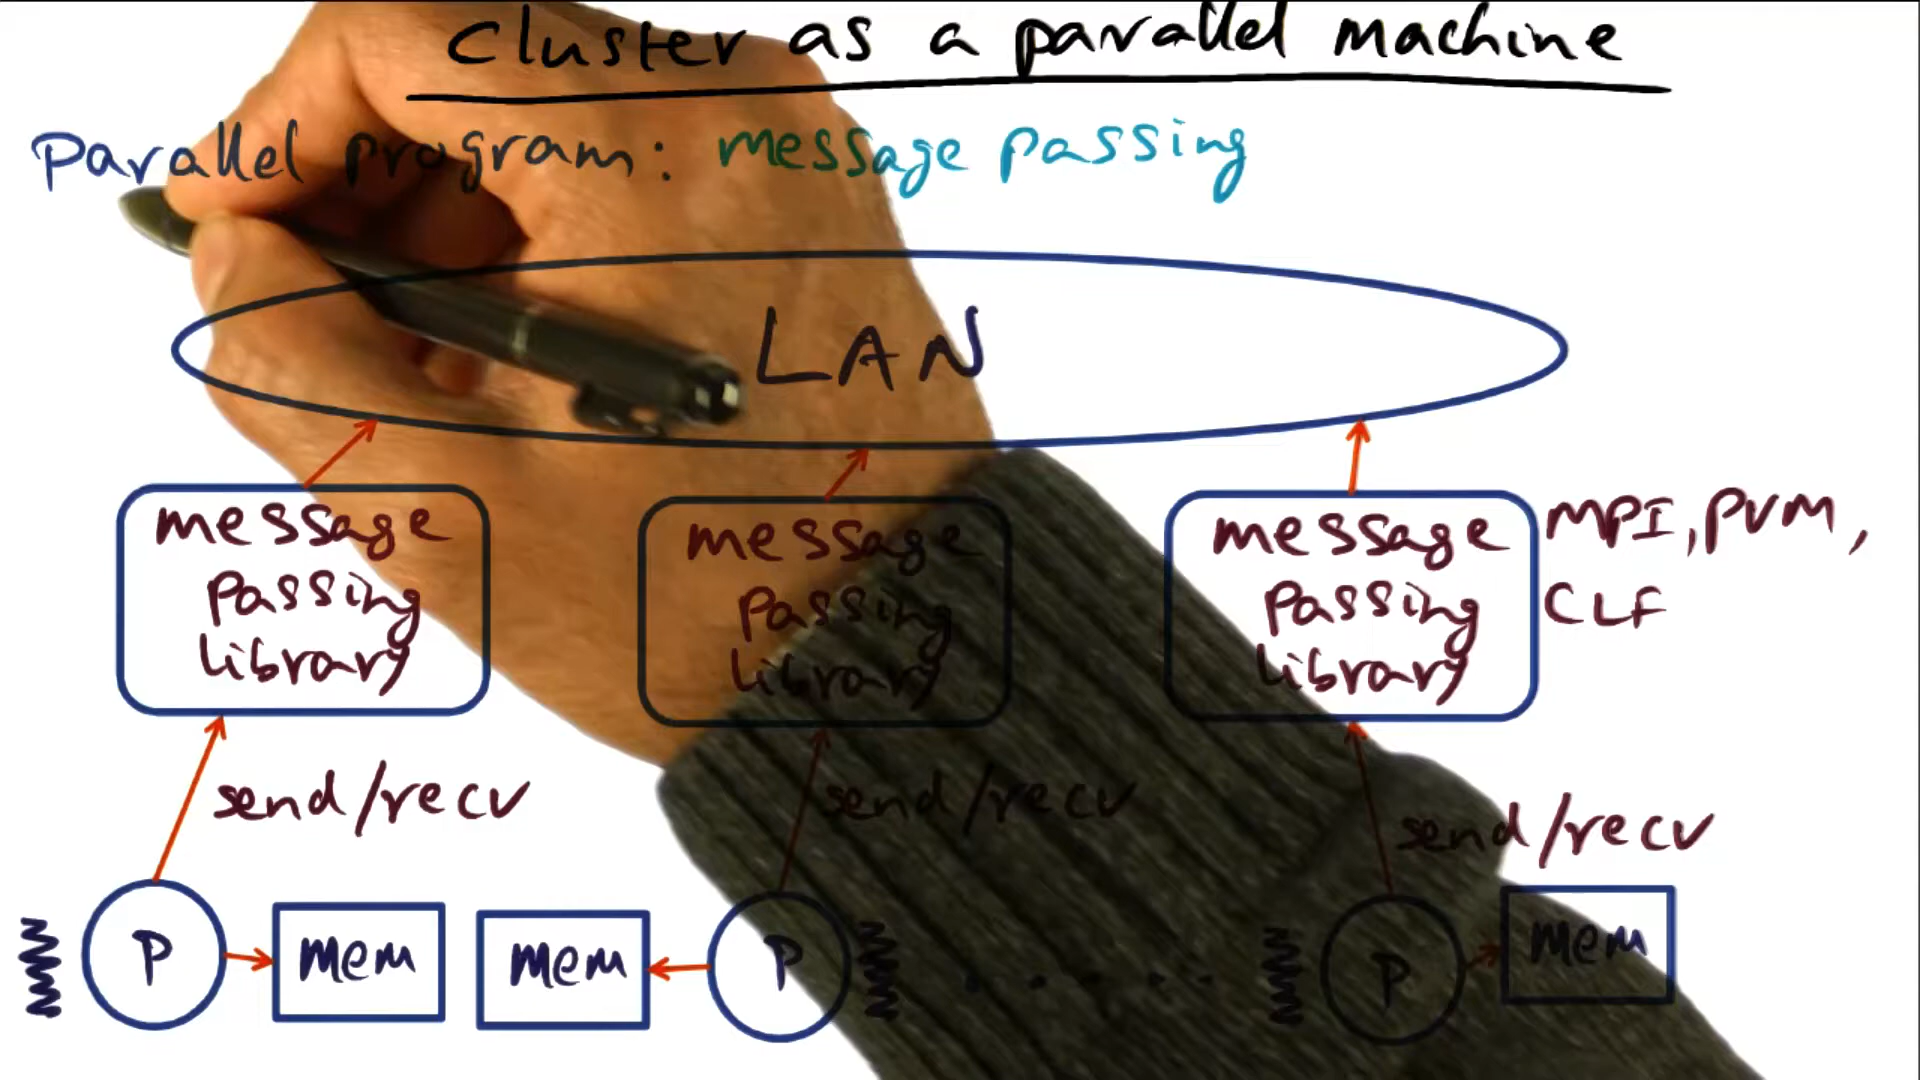 Cluster as a parallel machine
parallel program: message passing
LAN
message
passing
library
message
passing
library
message
passing
library
MPI, PVM,
CLF
send/recv
send/recv
send/recv
P
mem
mem
P
. . . . .
P
mem